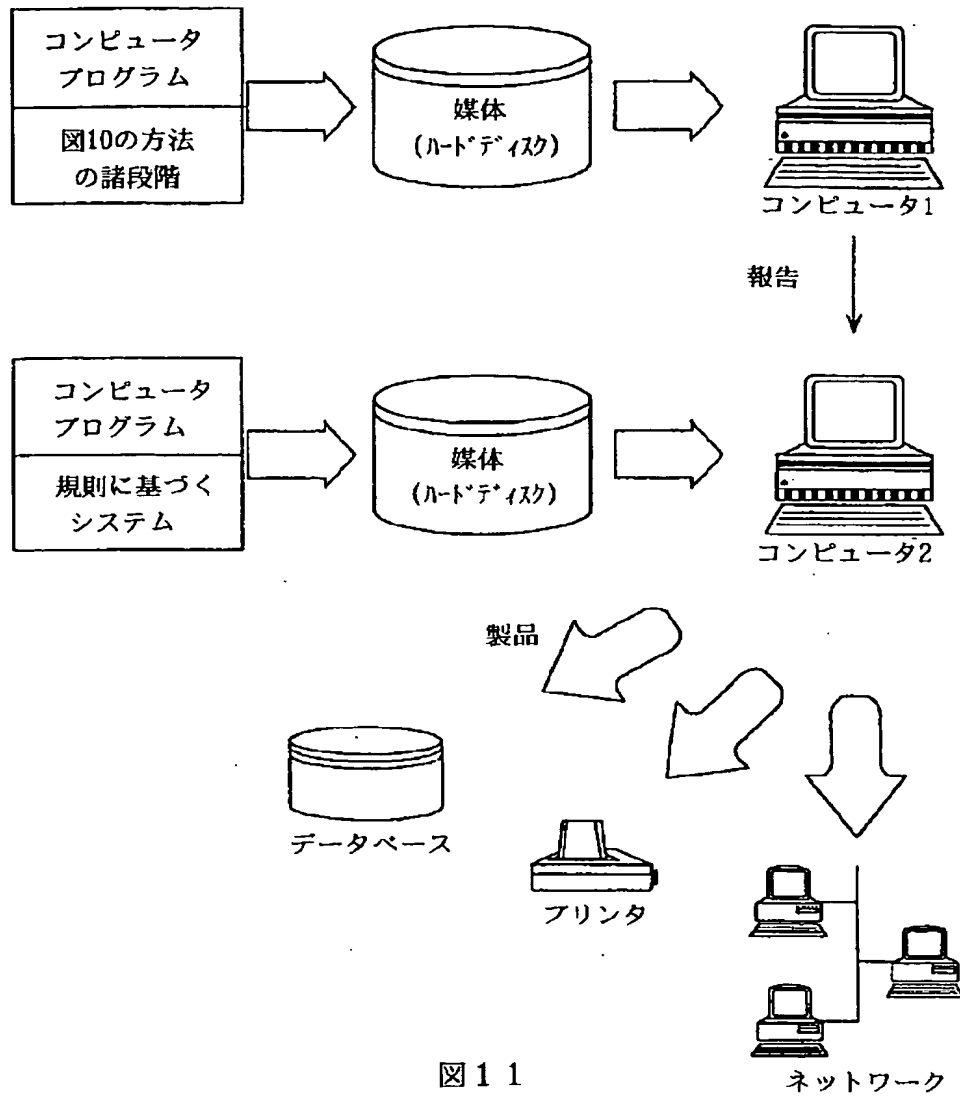 コンピュータ
プログラム
図10の方法
の諸段階
媒体
(ハードディスク)
コンピュータ1
報告
コンピュータ
プログラム
規則に基づく
システム
媒体
(ハードディスク)
コンピュータ2
製品
データベース
プリンタ
ネットワーク
図11